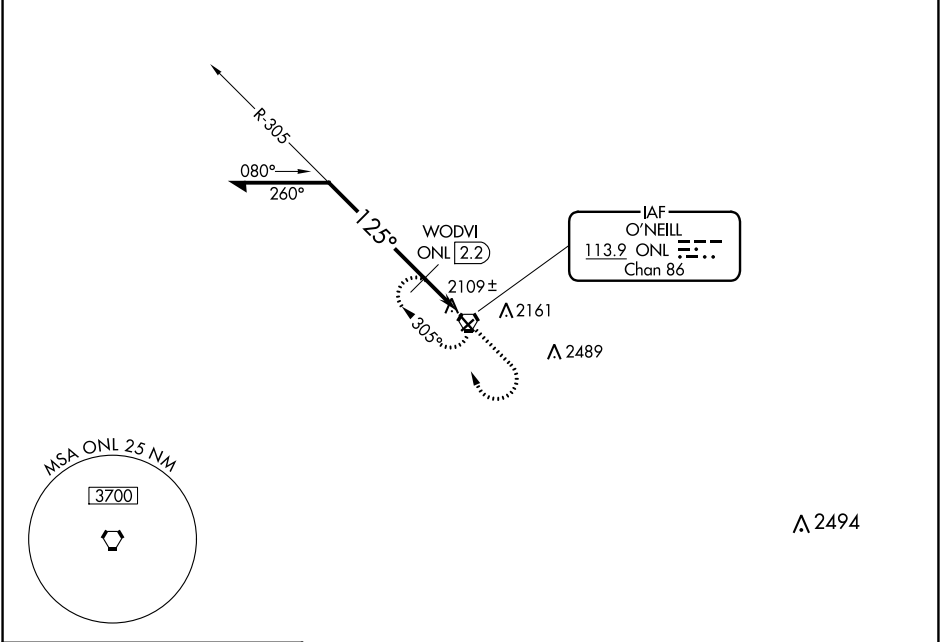 R-305
080°
260°
125°
WODVI
ONL 2.2
IAF
O'NEILL
113.9 ONL
Chan 86
2109±
2161
305°
2489
MSA ONL 25 NM
3700
2494